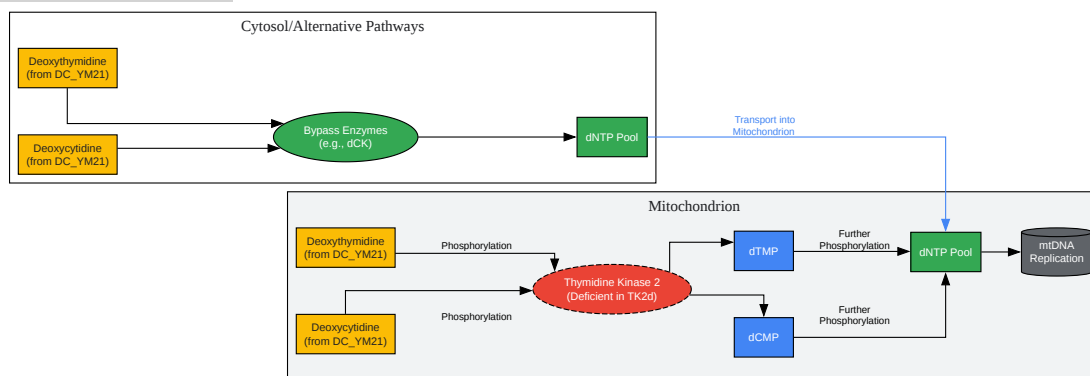 Cytosol/Alternative Pathways
Deoxythymidine
(from DC_YM21)
Deoxycytidine
(from DC_YM21)
Bypass Enzymes
(e.g., dCK)
dNTP Pool
Transport into
Mitochondrion
Mitochondrion
Deoxythymidine
(from DC_YM21)
Phosphorylation
Deoxycytidine
(from DC_YM21)
Phosphorylation
Thymidine Kinase 2
(Deficient in TK2d)
dTMP
Further
Phosphorylation
dCMP
Further
Phosphorylation
dNTP Pool
mtDNA
Replication